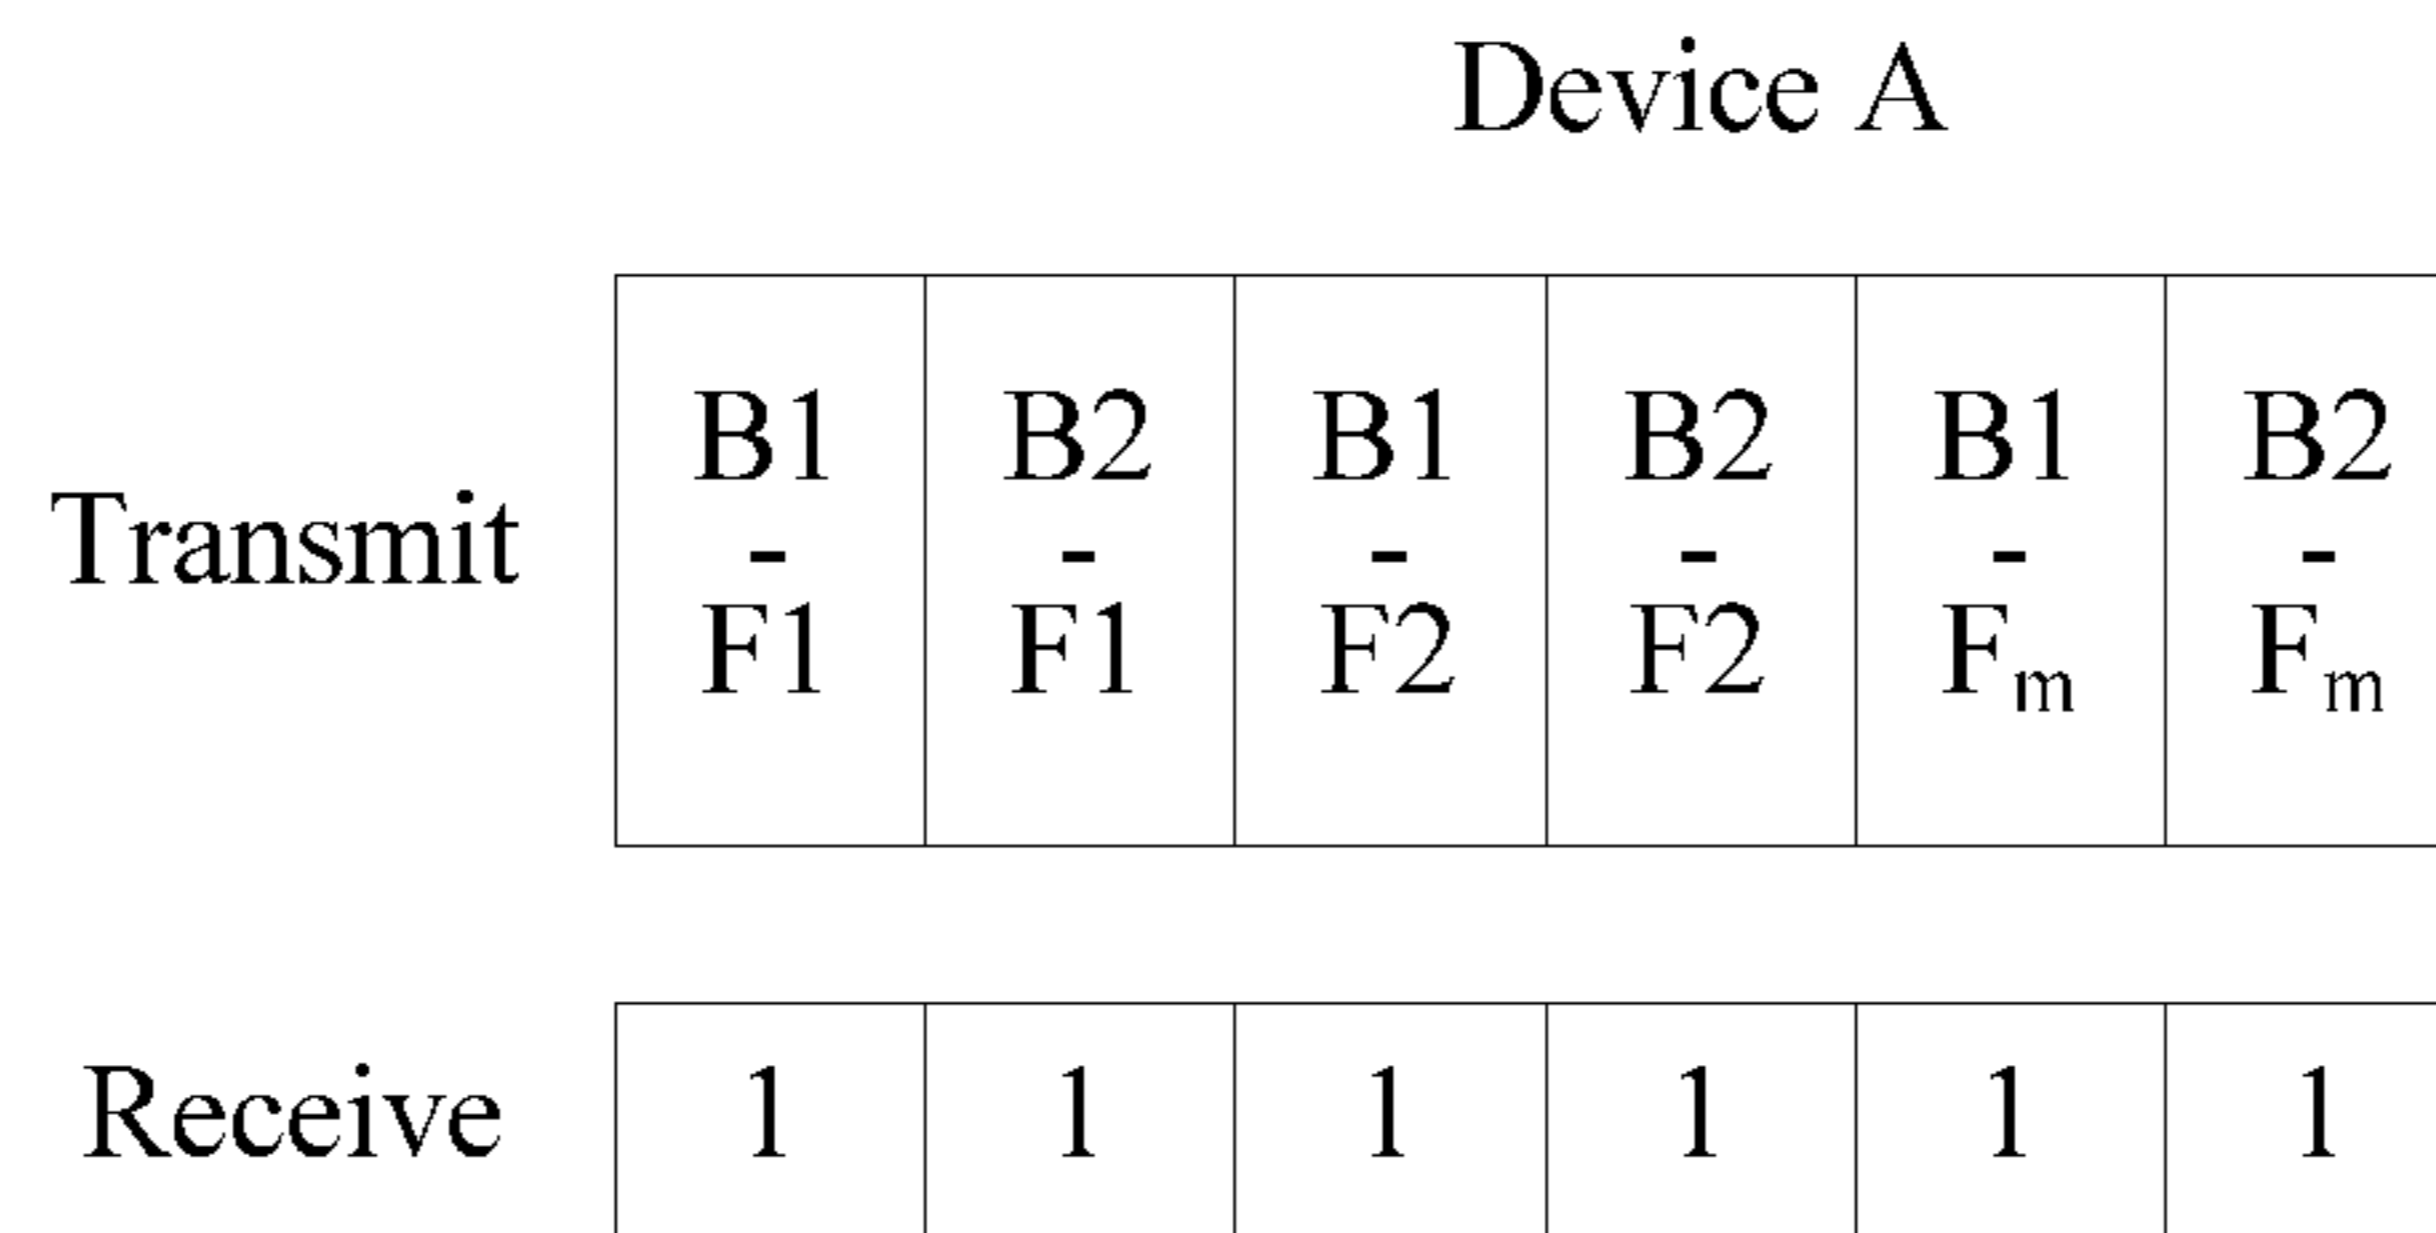 Device A
B1 B2 B1 B2 B1 B2
Transmit - - - - - -
F1 F1 F2 F2 Fm Fm
Receive 1 1 1 1 1 1